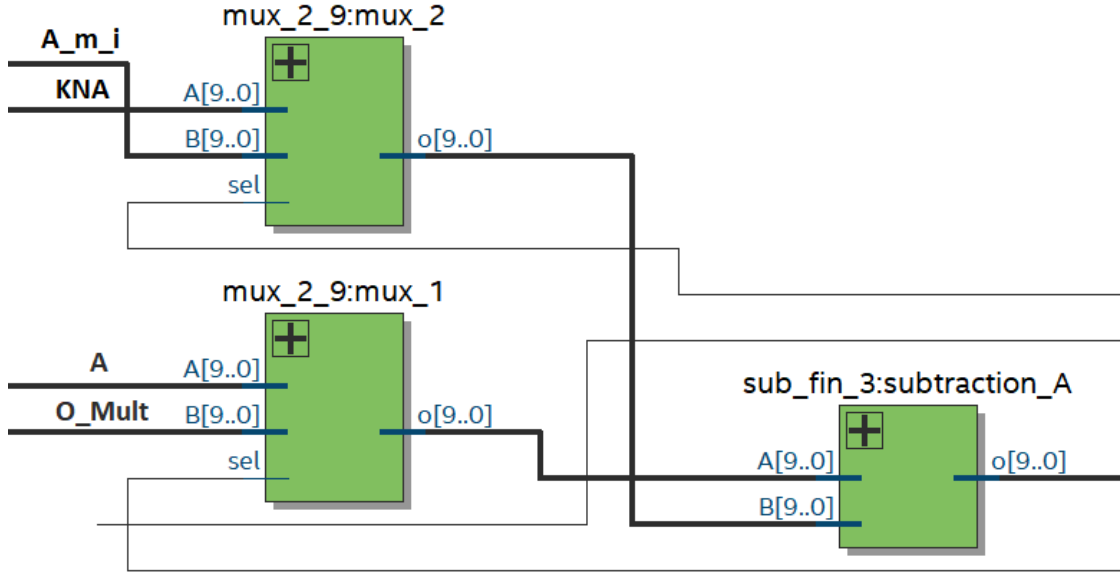 mux_2_9:mux_2
A_m_i
KNA
A[9..0]
B[9..0]
o[9..0]
sel
mux_2_9:mux_1
A
A[9..0]
O_Mult
B[9..0]
o[9..0]
sel
sub_fin_3:subtraction_A
A[9..0]
o[9..0]
B[9..0]